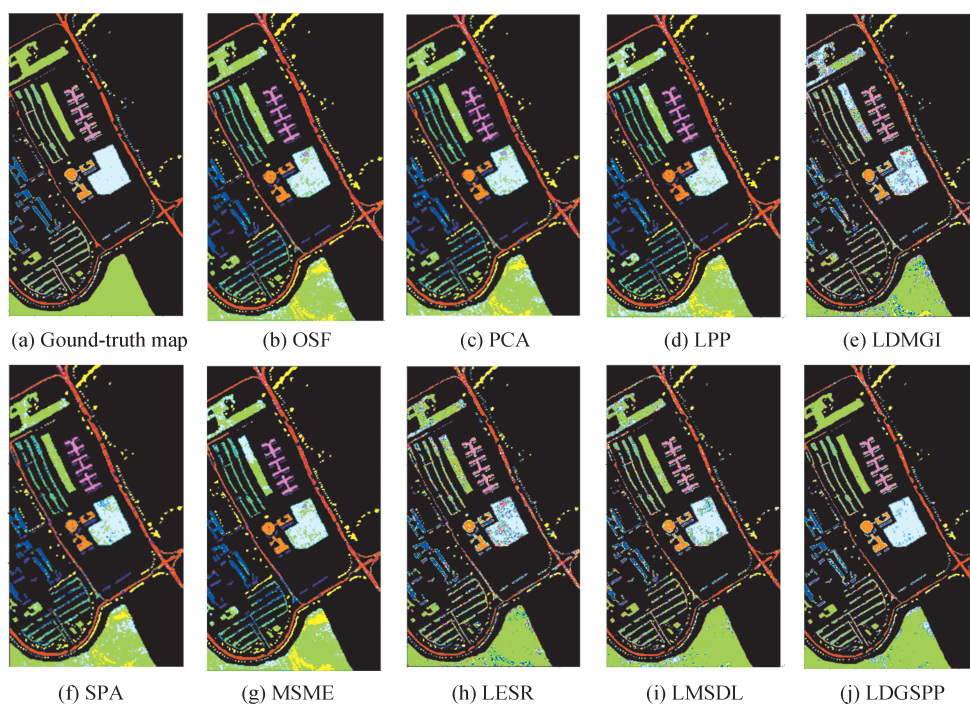 (a) Gound-truth map
(b) OSF
(c) PCA
(d) LPP
(e) LDMGI
(f) SPA
(g) MSME
(h) LESR
(i) LMSDL
(j) LDGSPP